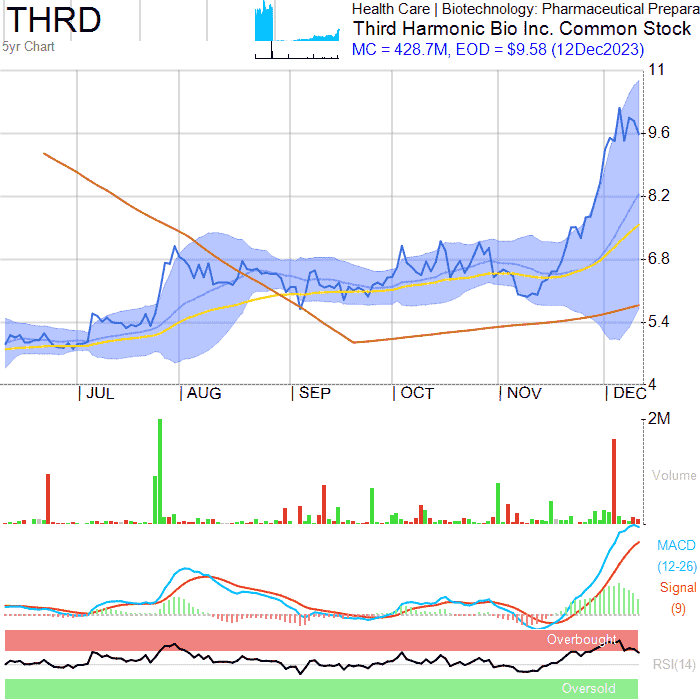 THRD
5yr Chart
Health Care | Biotechnology: Pharmaceutical Prepara
Third Harmonic Bio Inc. Common Stock
MC = 428.7M, EOD = $9.58 (12Dec2023)
11
9.6
8.2
6.8
5.4
4
| JUL | AUG | SEP | OCT | NOV | DEC
2M
Volume
MACD
(12-26)
Signal
(9)
Overbought
RSI(14)
Oversold